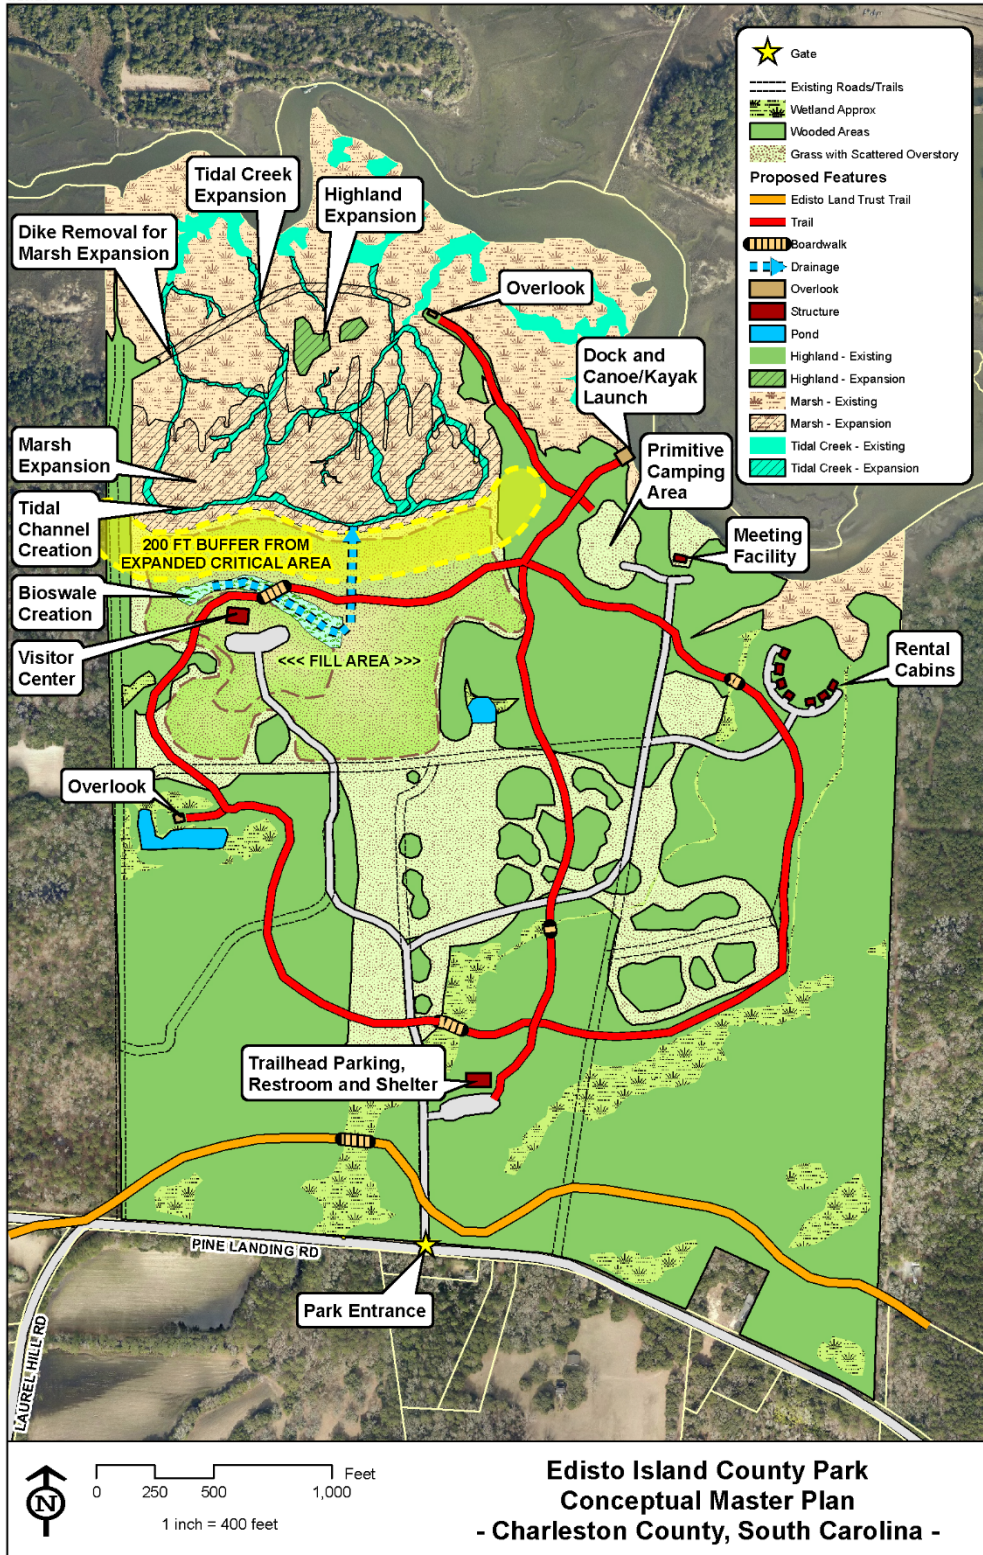 Gate
Existing Roads/Trails
Wetland Approx
Wooded Areas
Grass with Scattered Overstory
Proposed Features
Edisto Land Trust Trail
Trail
Boardwalk
Drainage
Overlook
Structure
Pond
Highland - Existing
Highland - Expansion
Marsh - Existing
Marsh - Expansion
Tidal Creek - Existing
Tidal Creek - Expansion
Tidal Creek
Expansion
Highland
Expansion
Dike Removal for
Marsh Expansion
Overlook
Dock and
Canoe/Kayak
Launch
Marsh
Expansion
Primitive
Camping
Area
Tidal
Channel
Creation
200 FT BUFFER FROM
EXPANDED CRITICAL AREA
Meeting
Facility
Bioswale
Creation
Visitor
Center
<<< FILL AREA >>>
Rental
Cabins
Overlook
Trailhead Parking,
Restroom and Shelter
PINE LANDING RD
Park Entrance
LAUREL HILL RD
N
0 250 500 1,000 Feet
1 inch = 400 feet
Edisto Island County Park
Conceptual Master Plan
- Charleston County, South Carolina -